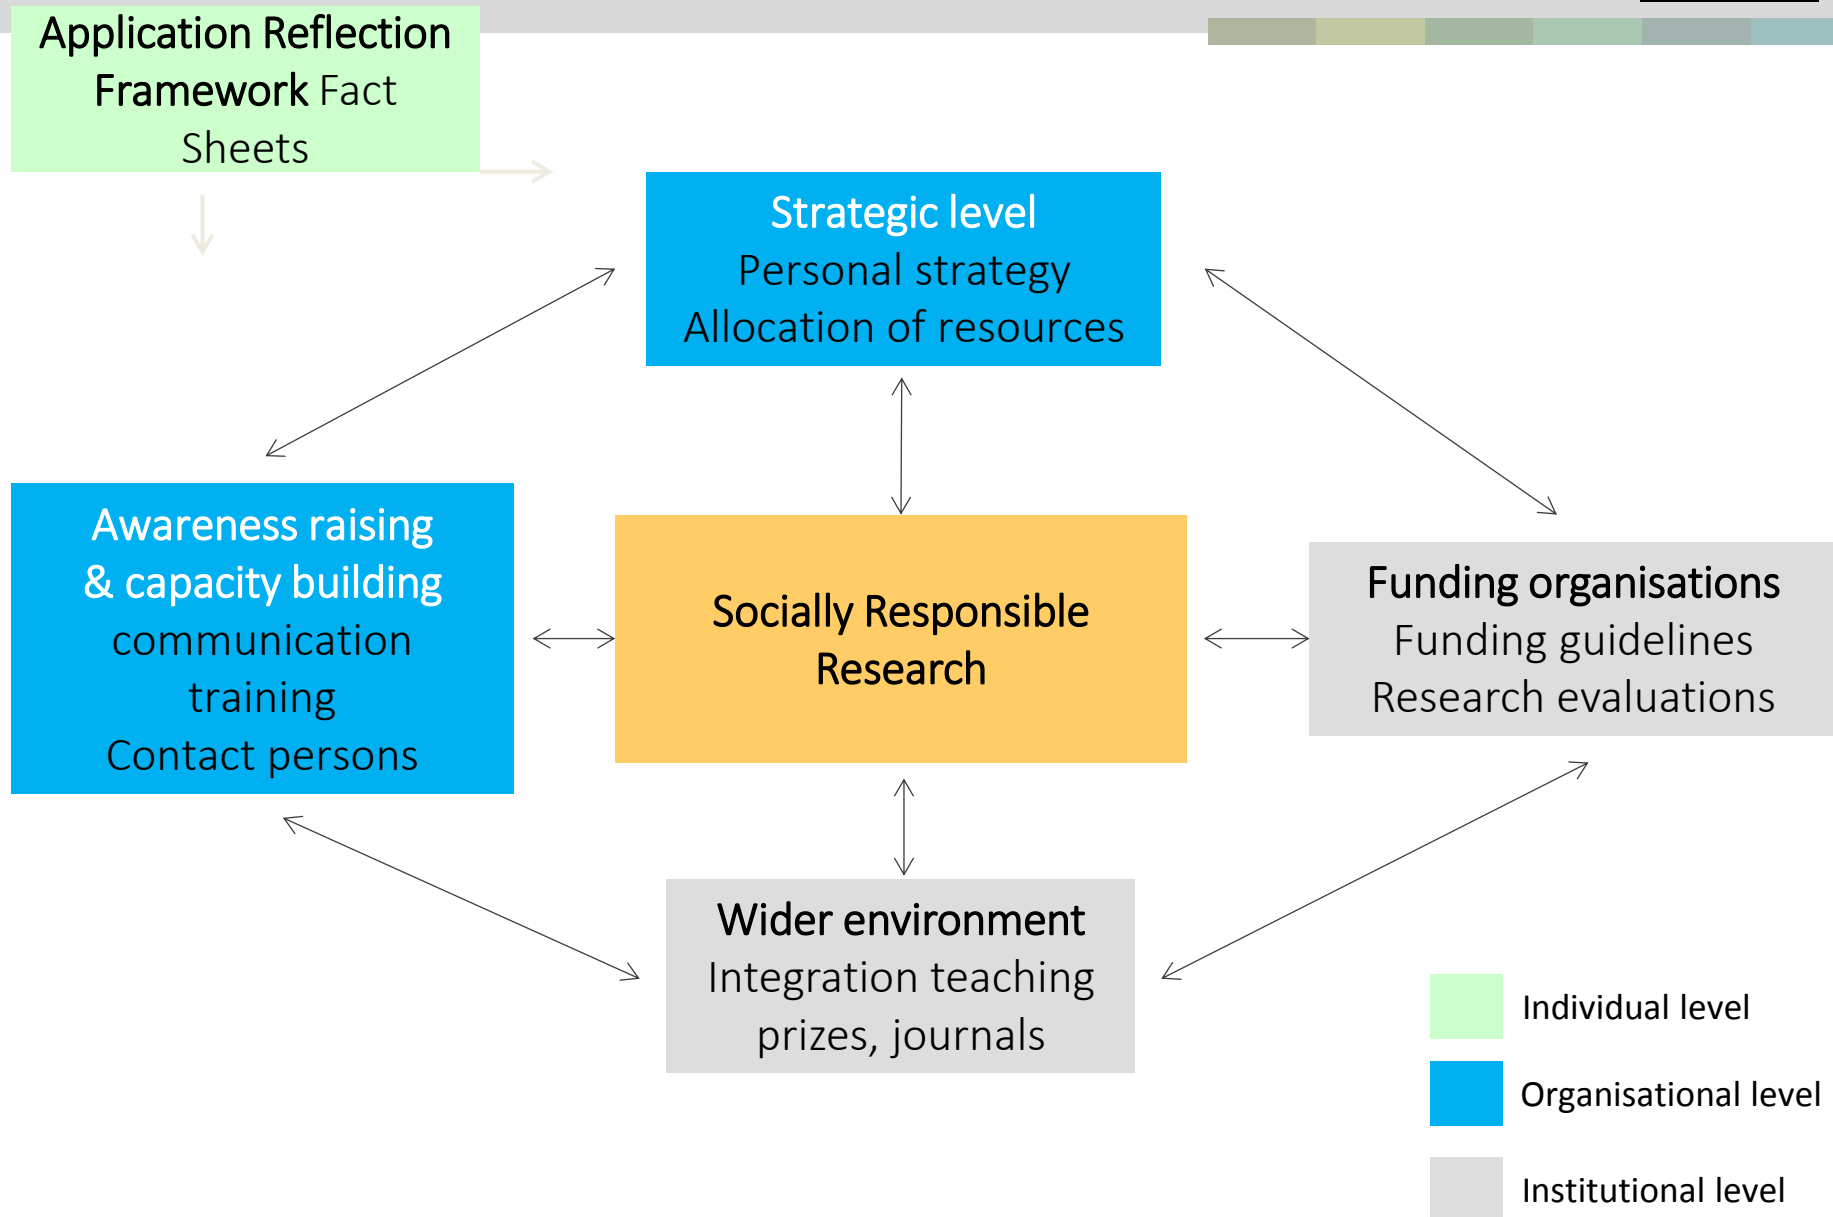 Application Reflection
Framework Fact
Sheets
Strategic level
Personal strategy
Allocation of resources
Awareness raising
& capacity building
communication
training
Contact persons
Socially Responsible
Research
Funding organisations
Funding guidelines
Research evaluations
Wider environment
Integration teaching
prizes, journals
Individual level
Organisational level
Institutional level